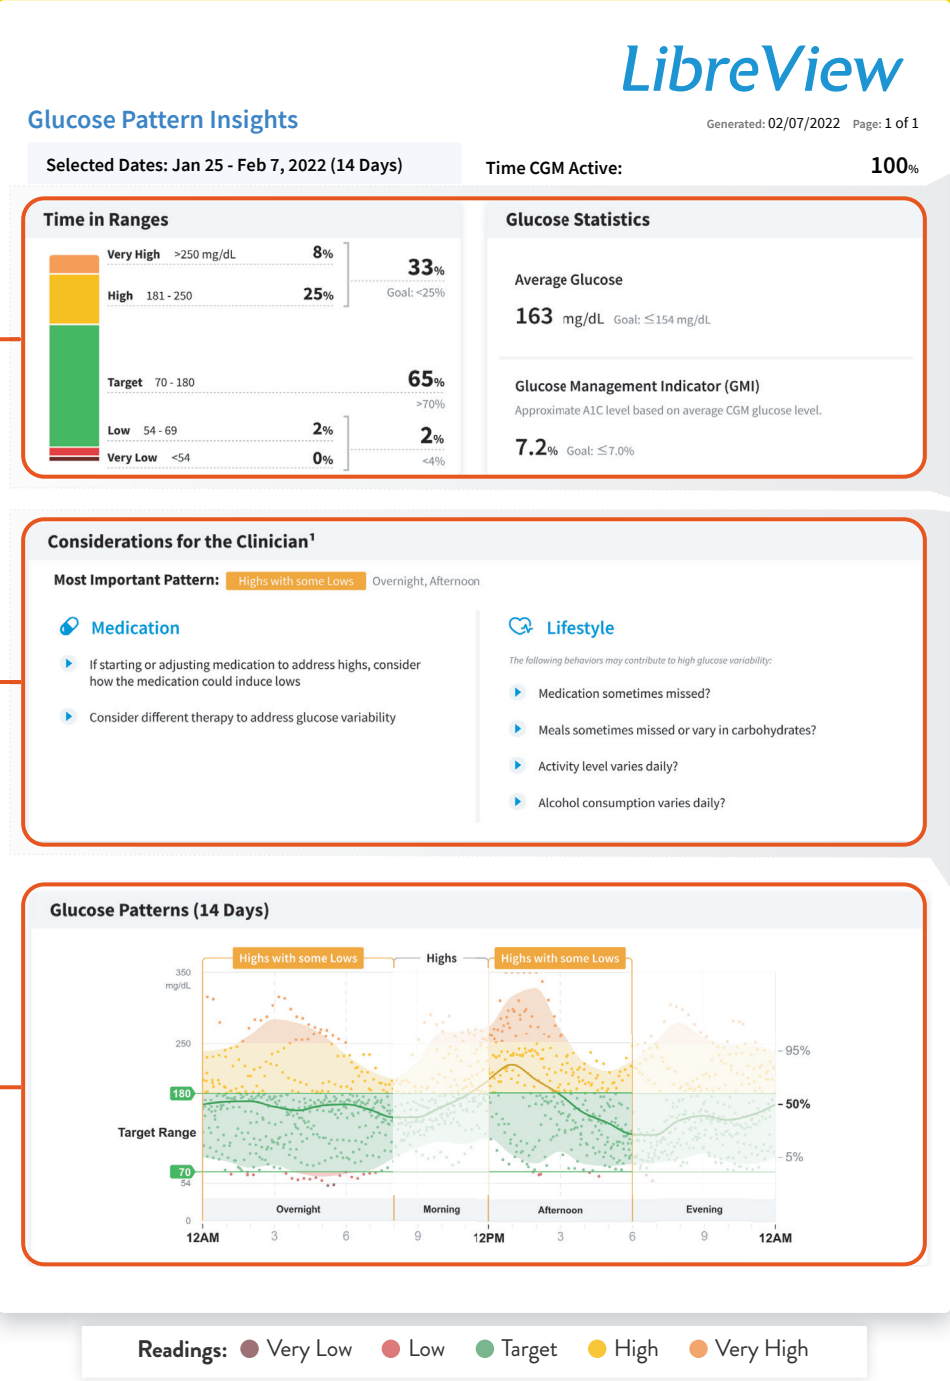 LibreView
Glucose Pattern Insights
Generated: 02/07/2022 Page: 1 of 1
Selected Dates: Jan 25 - Feb 7, 2022 (14 Days)
Time CGM Active: 100%
Time in Ranges
Very High >250 mg/dL 8%
33%
Goal: <25%
High 181 - 250 25%
Target 70 - 180 65%
>70%
Low 54 - 69 2%
2%
Very Low <54 0%
<4%
Glucose Statistics
Average Glucose
163 mg/dL Goal: ≤154 mg/dL
Glucose Management Indicator (GMI)
Approximate A1C level based on average CGM glucose level.
7.2% Goal: ≤7.0%
Considerations for the Clinician¹
Most Important Pattern: Highs with some Lows Overnight, Afternoon
Medication
If starting or adjusting medication to address highs, consider
how the medication could induce lows
Consider different therapy to address glucose variability
Lifestyle
The following behaviors may contribute to high glucose variability:
Medication sometimes missed?
Meals sometimes missed or vary in carbohydrates?
Activity level varies daily?
Alcohol consumption varies daily?
Glucose Patterns (14 Days)
Highs with some Lows Highs Highs with some Lows
350
mg/dL
250
95%
180
50%
Target Range
5%
70
54
Overnight Morning Afternoon Evening
0
12AM 3 6 9 12PM 3 6 9 12AM
Readings: Very Low Low Target High Very High